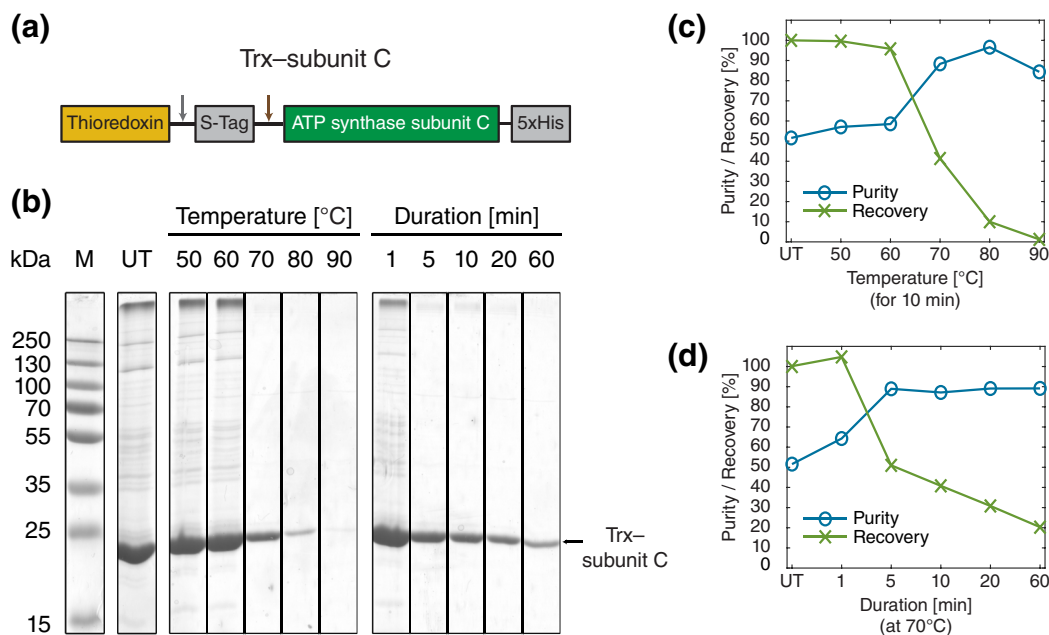 (a)
Trx–subunit C
Thioredoxin
S-Tag
ATP synthase subunit C
5xHis
(b)
Temperature [°C]
Duration [min]
kDa M UT 50 60 70 80 90 1 5 10 20 60
250
130
100
70
55
35
25
15
Trx–
subunit C
(c)
Purity / Recovery [%]
100
90
80
70
60
50
40
30
20
10
0
Purity
Recovery
UT 50 60 70 80 90
Temperature [°C]
(for 10 min)
(d)
Purity / Recovery [%]
100
90
80
70
60
50
40
30
20
10
0
Purity
Recovery
UT 1 5 10 20 60
Duration [min]
(at 70°C)